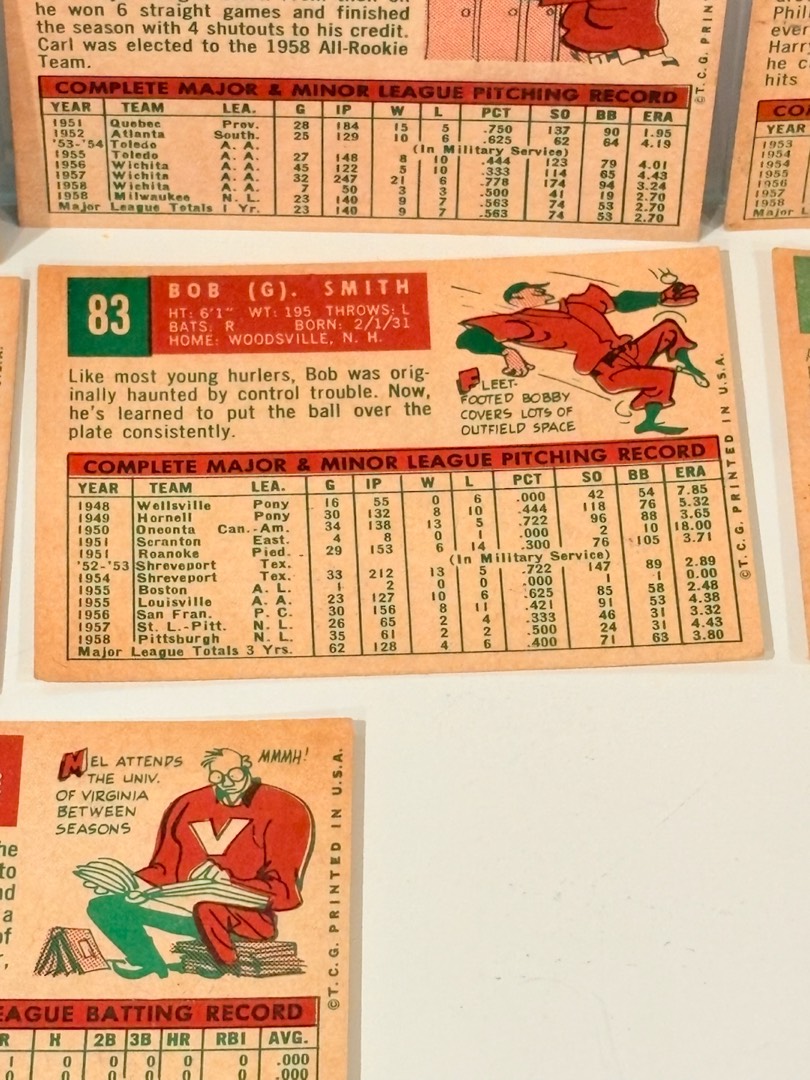 he won 6 straight games and finished
the season with 4 shutouts to his credit.
Carl was elected to the 1958 All-Rookie
Team.
©T.C.G. PRIN
COMPLETE MAJOR & MINOR LEAGUE PITCHING RECORD
YEAR TEAM LEA. G IP W L PCT SO BB ERA
1951 Quebec Prov. 28 184 15 5 .750 137 90 1.95
1952 Atlanta South. 25 129 10 6 .625 62 64 4.19
'53-'54 Toledo A. A. (In Military Service)
1955 Toledo A. A. 27 148 8 10 .444 123 79 4.01
1956 Wichita A. A. 45 122 5 10 .333 114 65 4.43
1957 Wichita A. A. 32 247 21 6 .778 174 94 3.24
1958 Wichita A. A. 7 50 3 3 .500 41 19 2.70
1958 Milwaukee N. L. 23 140 9 7 .563 74 53 2.70
Major League Totals 1 Yr. 23 140 9 7 .563 74 53 2.70
Phil
ever
Harry
he c
hits
CO
YEAR
1953
1954
1954
1955
1956
1957
1958
Major L
83
BOB (G). SMITH
HT: 6'1" WT: 195 THROWS: L
BATS: R BORN: 2/1/31
HOME: WOODSVILLE, N. H.
Like most young hurlers, Bob was orig-
inally haunted by control trouble. Now,
he's learned to put the ball over the
plate consistently.
FLEET-
FOOTED BOBBY
COVERS LOTS OF
OUTFIELD SPACE
©T.C.G. PRINTED IN U.S.A.
COMPLETE MAJOR & MINOR LEAGUE PITCHING RECORD
YEAR TEAM LEA. G IP W L PCT SO BB ERA
1948 Wellsville Pony 16 55 0 6 .000 42 54 7.85
1949 Hornell Pony 30 132 8 10 .444 118 76 5.32
1950 Oneonta Can.-Am. 34 138 13 5 .722 96 88 3.65
1951 Scranton East. 4 8 0 1 .000 2 10 18.00
1951 Roanoke Pied. 29 153 6 14 .300 76 105 3.71
'52-'53 Shreveport Tex. (In Military Service)
1954 Shreveport Tex. 33 212 13 5 .722 147 89 2.89
1955 Boston A. L. 1 2 0 0 .000 1 1 0.00
1955 Louisville A. A. 23 127 10 6 .625 85 58 2.48
1956 San Fran. P. C. 30 156 8 11 .421 91 53 4.38
1957 St. L.-Pitt. N. L. 26 65 2 4 .333 46 31 3.32
1958 Pittsburgh N. L. 35 61 2 2 .500 24 31 4.43
Major League Totals 3 Yrs. 62 128 4 6 .400 71 63 3.80
MEL ATTENDS
THE UNIV.
OF VIRGINIA
BETWEEN
SEASONS
MMMH!
©T.C.G. PRINTED IN U.S.A.
he
to
nd
a
of
r,
EAGUE BATTING RECORD
R H 2B 3B HR RBI AVG.
1 0 0 0 0 0 .000
0 0 0 0 0 .000